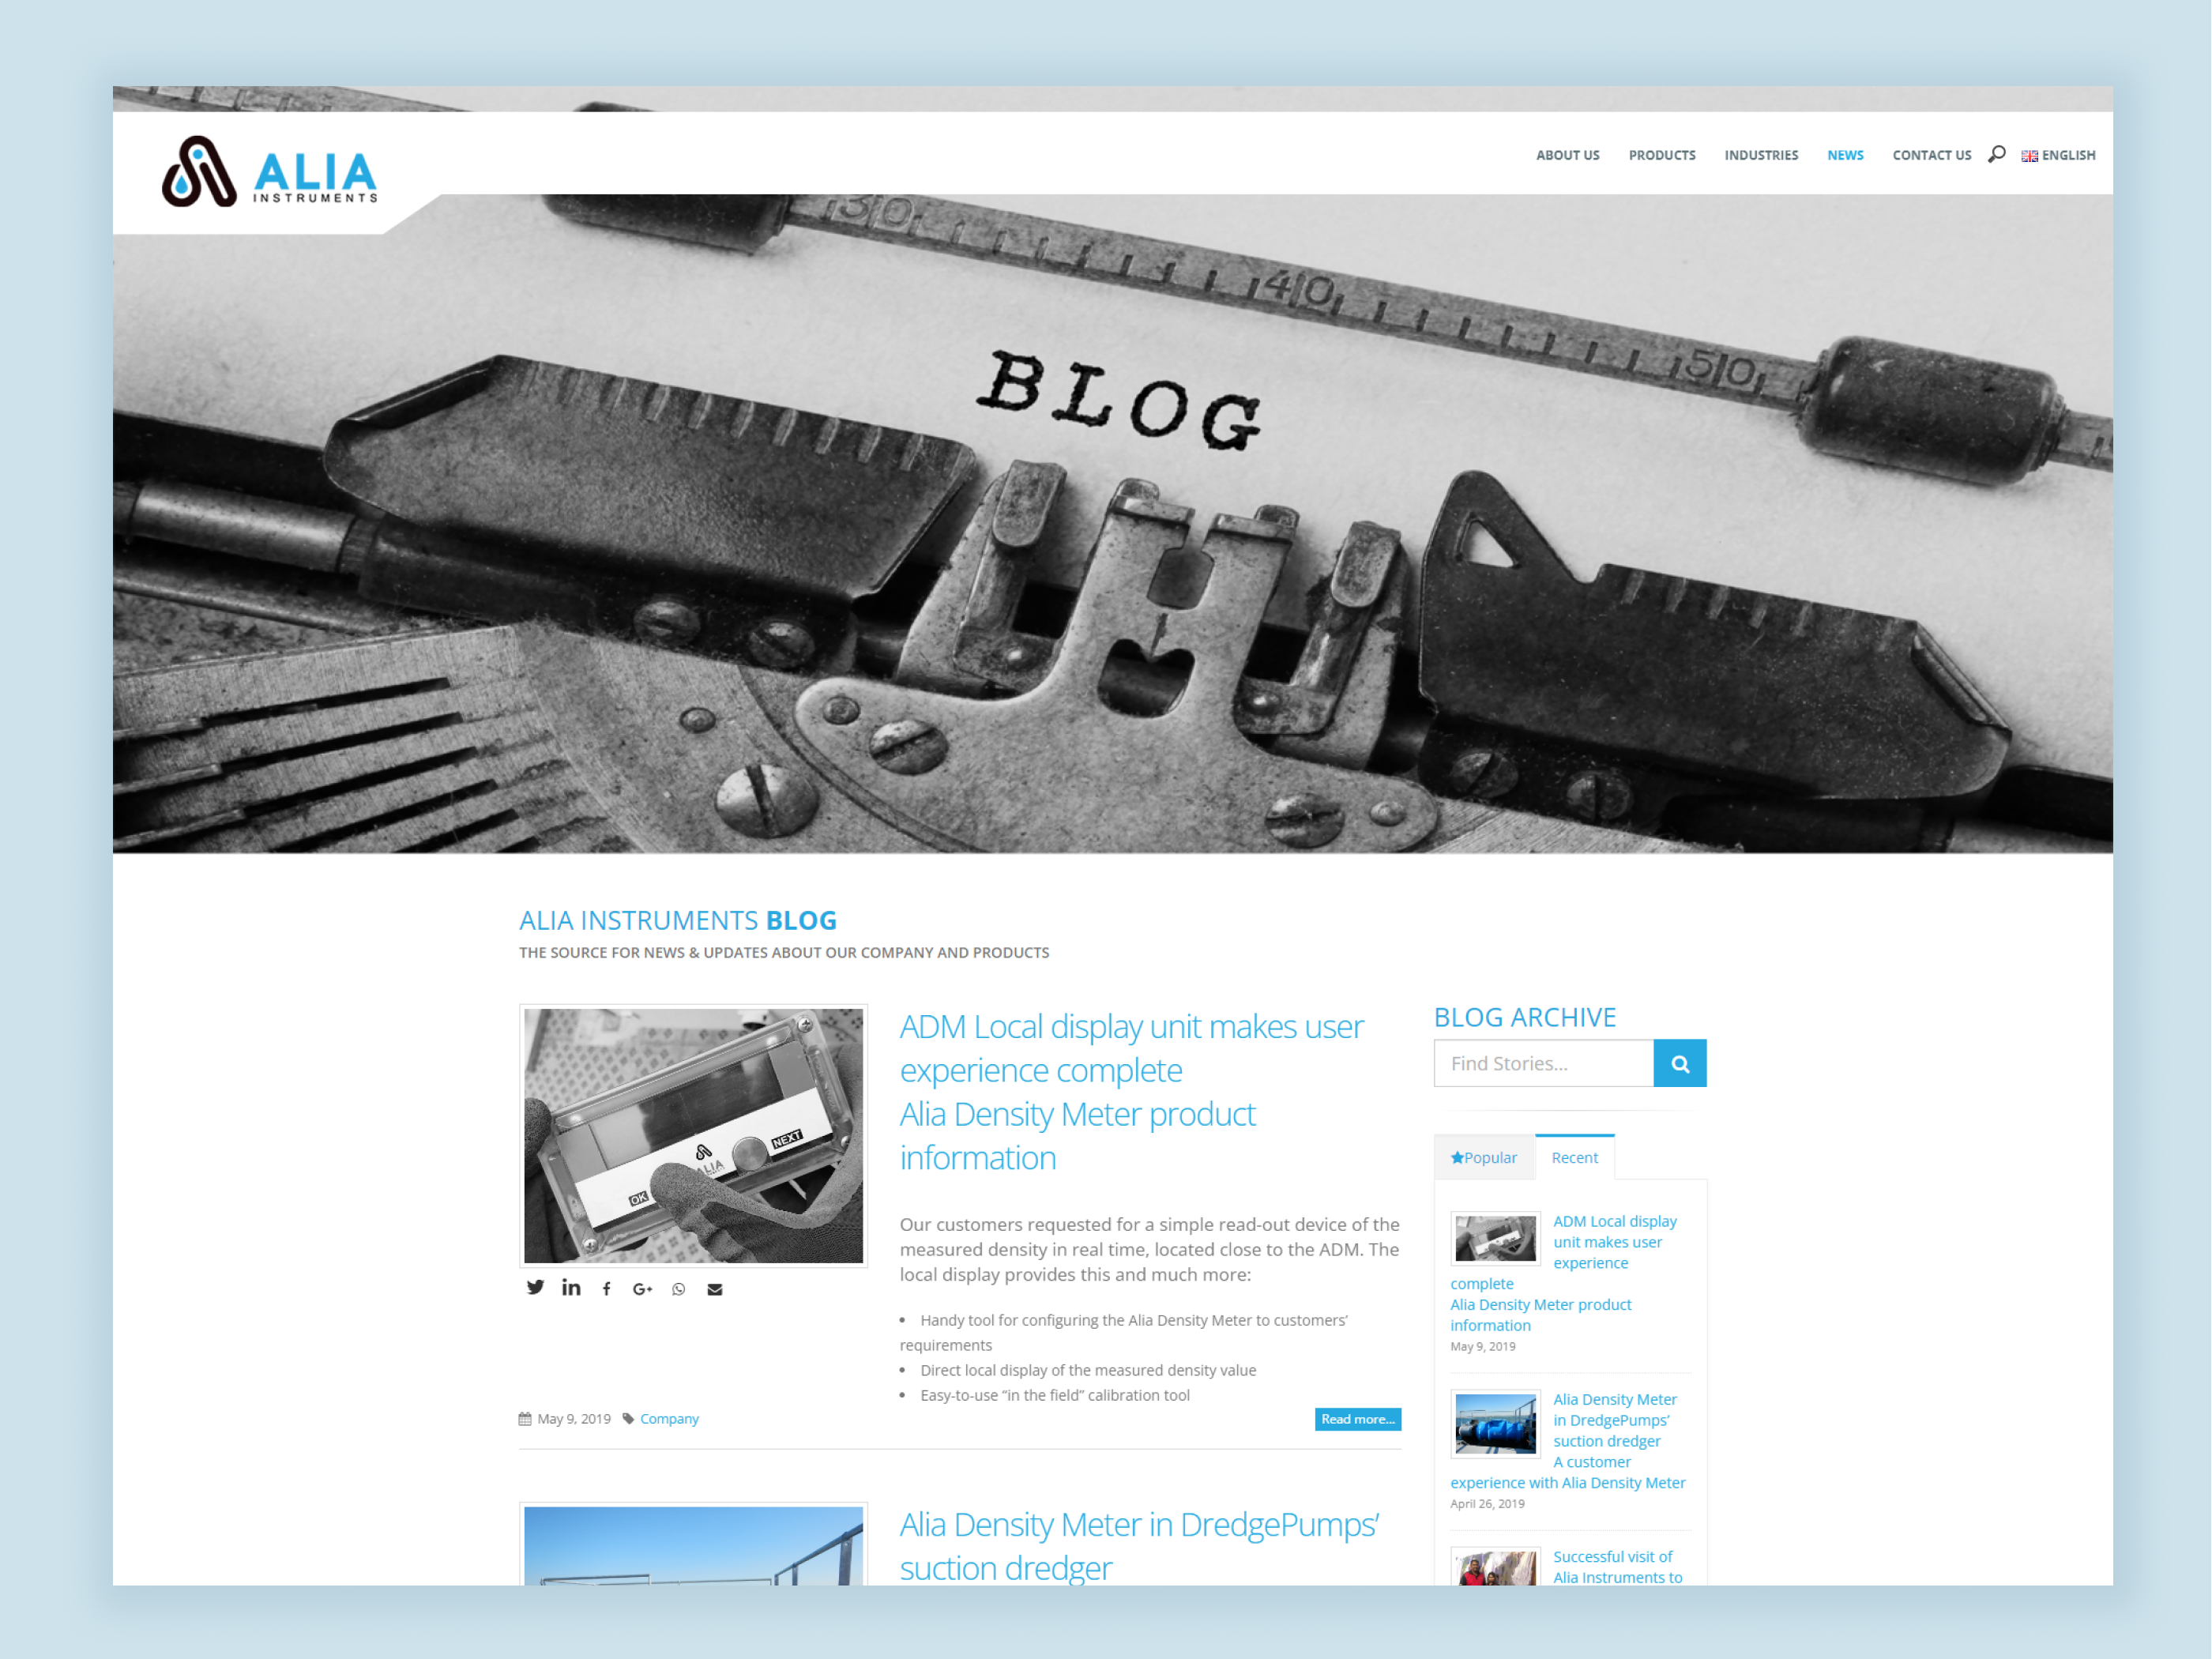 ALIA
INSTRUMENTS
ABOUT US PRODUCTS INDUSTRIES NEWS CONTACT US ENGLISH
30
40
50
BLOG
ALIA INSTRUMENTS BLOG
THE SOURCE FOR NEWS & UPDATES ABOUT OUR COMPANY AND PRODUCTS
NEXT
ALIA
OK
May 9, 2019 Company
ADM Local display unit makes user
experience complete
Alia Density Meter product
information
Our customers requested for a simple read-out device of the
measured density in real time, located close to the ADM. The
local display provides this and much more:
• Handy tool for configuring the Alia Density Meter to customers’
requirements
• Direct local display of the measured density value
• Easy-to-use “in the field” calibration tool
Read more...
Alia Density Meter in DredgePumps’
suction dredger
BLOG ARCHIVE
Find Stories...
Popular Recent
ADM Local display
unit makes user
experience
complete
Alia Density Meter product
information
May 9, 2019
Alia Density Meter
in DredgePumps’
suction dredger
A customer
experience with Alia Density Meter
April 26, 2019
Successful visit of
Alia Instruments to